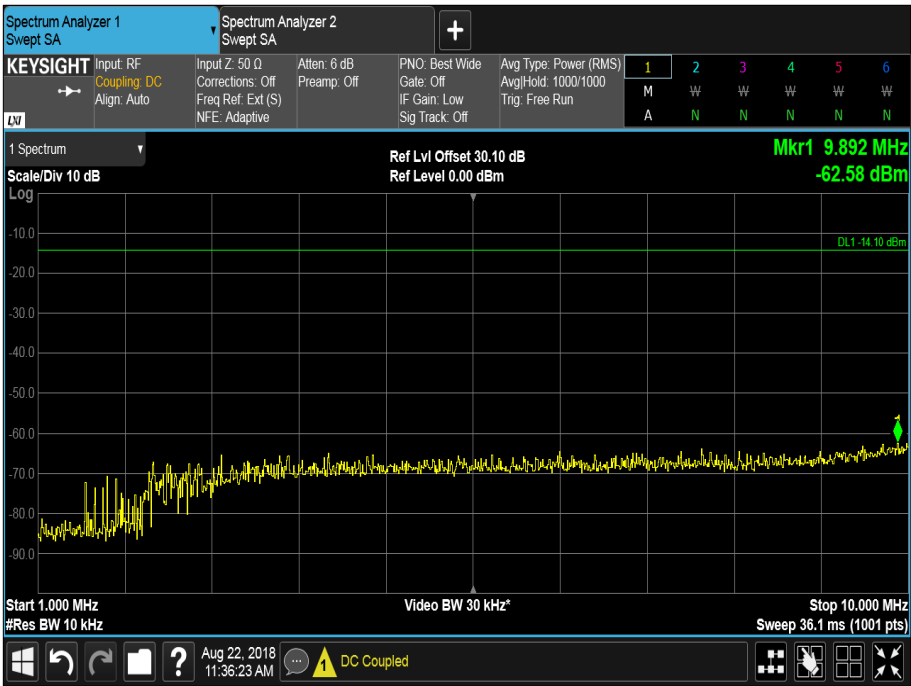 Spectrum Analyzer 1
Swept SA
Spectrum Analyzer 2
Swept SA
+
KEYSIGHT
LXI
Input: RF
Coupling: DC
Align: Auto
Input Z: 50 Ω
Corrections: Off
Freq Ref: Ext (S)
NFE: Adaptive
Atten: 6 dB
Preamp: Off
PNO: Best Wide
Gate: Off
IF Gain: Low
Sig Track: Off
Avg Type: Power (RMS)
Avg|Hold: 1000/1000
Trig: Free Run
1 2 3 4 5 6
M W W W W W
A N N N N N
1 Spectrum
Scale/Div 10 dB
Ref Lvl Offset 30.10 dB
Ref Level 0.00 dBm
Mkr1 9.892 MHz
-62.58 dBm
Log
DL1 -14.10 dBm
-10.0
-20.0
-30.0
-40.0
-50.0
-60.0
-70.0
-80.0
-90.0
1
Start 1.000 MHz
#Res BW 10 kHz
Video BW 30 kHz*
Stop 10.000 MHz
Sweep 36.1 ms (1001 pts)
?
Aug 22, 2018
11:36:23 AM
1
DC Coupled